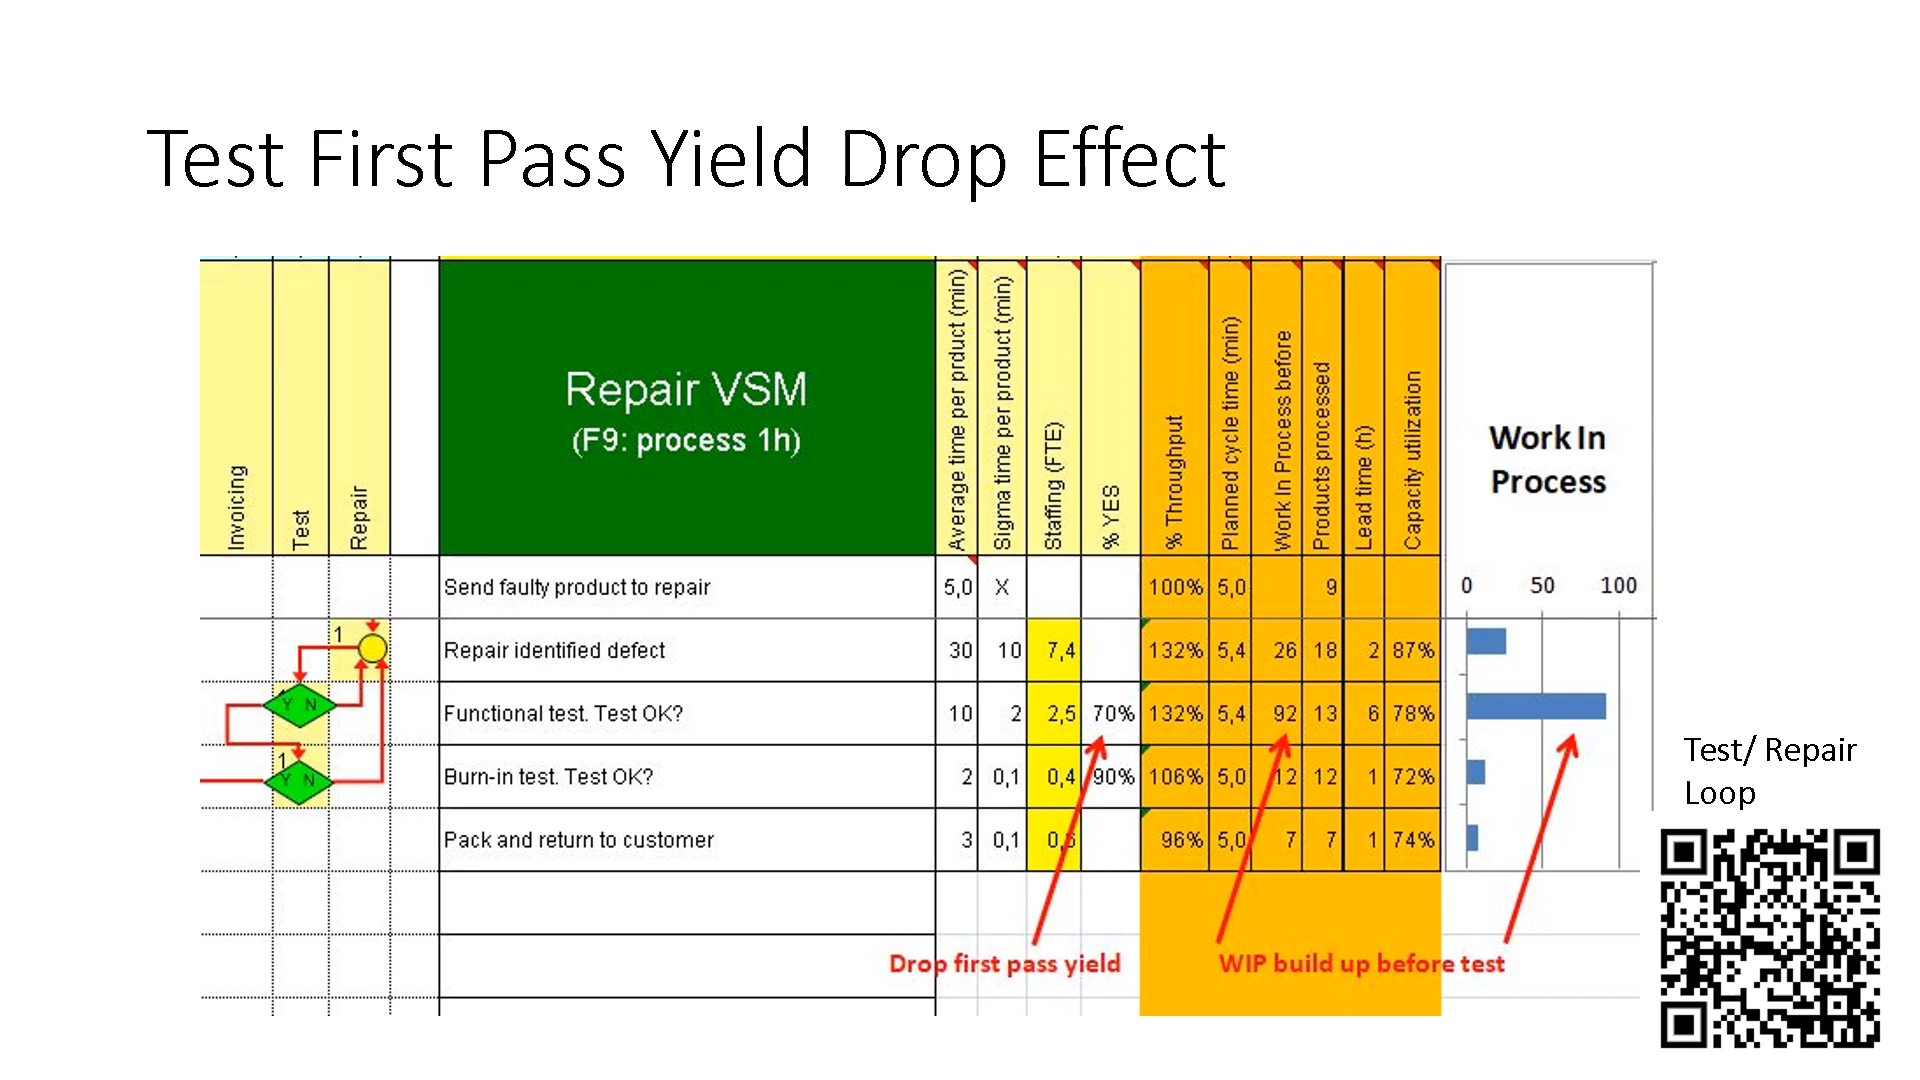 Test First Pass Yield Drop Effect
Invoicing
Test
Repair
Repair VSM
(F9: process 1h)
Average time per prduct (min)
Sigma time per product (min)
Staffing (FTE)
% YES
% Throughput
Planned cycle time (min)
Work In Process before
Products processed
Lead time (h)
Capacity utilization
Work In
Process
Send faulty product to repair 5,0 X 100% 5,0 9
0 50 100
1
Repair identified defect 30 10 7,4 132% 5,4 26 18 2 87%
Y N
Functional test. Test OK? 10 2 2,5 70% 132% 5,4 92 13 6 78%
1
Y N
Burn-in test. Test OK? 2 0,1 0,4 90% 106% 5,0 12 12 1 72%
Pack and return to customer 3 0,1 96% 5,0 7 7 1 74%
Drop first pass yield
WIP build up before test
Test/ Repair
Loop